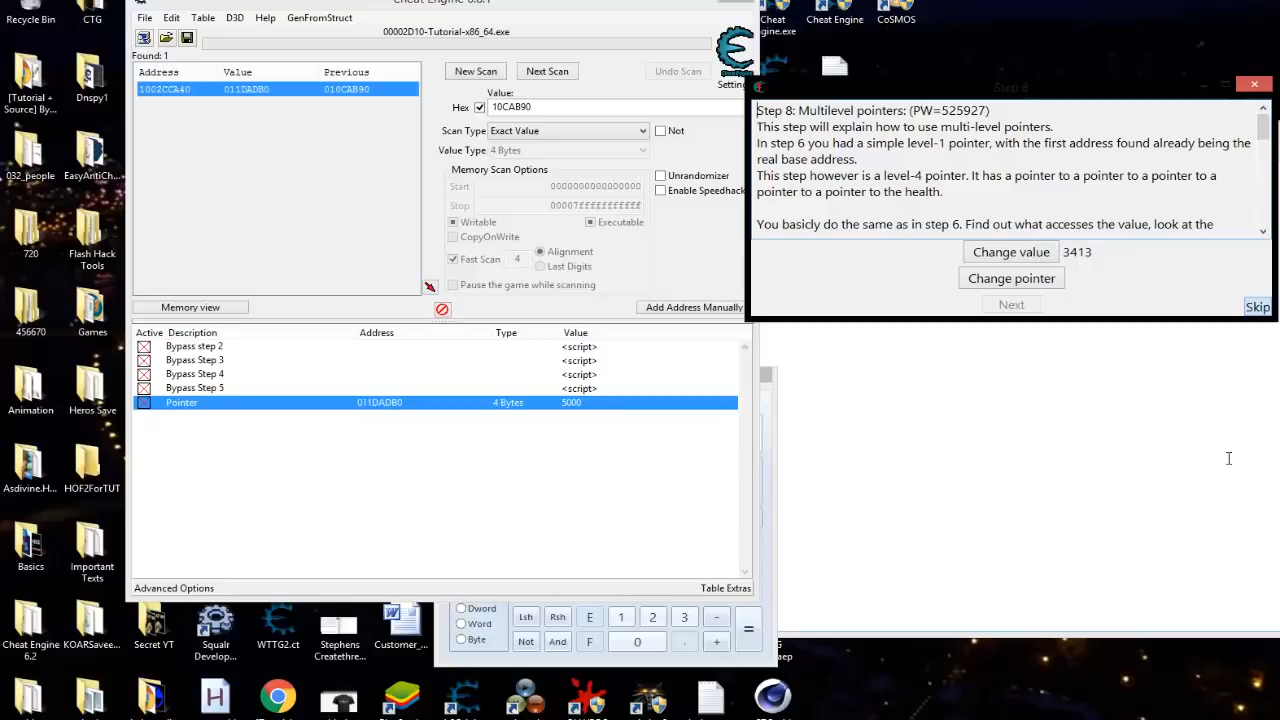 Recycle Bin
CTG
[Tutorial + Source] By...
Dnspy1
032_people
EasyAntiCh...
720
Flash Hack Tools
456670
Games
Animation
Heros Save
Asdivine.H...
HOF2ForTUT
Basics
Important Texts
Cheat Engine 6.2
KOARSavee...
Secret YT
Squalr Develop...
WTTG2.ct
Stephens Createthre...
Customer_...
File Edit Table D3D Help GenFromStruct
00002D10-Tutorial-x86_64.exe
Found: 1
Address Value Previous
1002CCA40 011DADB0 010CAB90
New Scan Next Scan Undo Scan
Value:
Hex 10CAB90
Scan Type Exact Value Not
Value Type 4 Bytes
Memory Scan Options
Start 0000000000000000
Stop 00007fffffffffff
Writable Executable
CopyOnWrite
Fast Scan 4 Alignment
Last Digits
Pause the game while scanning
Unrandomizer
Enable Speedhack
Memory view Add Address Manually
Active Description Address Type Value
Bypass step 2 <script>
Bypass Step 3 <script>
Bypass Step 4 <script>
Bypass Step 5 <script>
Pointer 011DADB0 4 Bytes 5000
Advanced Options Table Extras
Dword
Word
Byte
Lsh Rsh E 1 2 3 - =
Not And F 0 . +
Cheat
Cheat Engine
CoSMOS
Step 8
Step 8: Multilevel pointers: (PW=525927)
This step will explain how to use multi-level pointers.
In step 6 you had a simple level-1 pointer, with the first address found already being the
real base address.
This step however is a level-4 pointer. It has a pointer to a pointer to a pointer to a
pointer to a pointer to the health.
You basicly do the same as in step 6. Find out what accesses the value, look at the
Change value 3413
Change pointer
Next
Skip